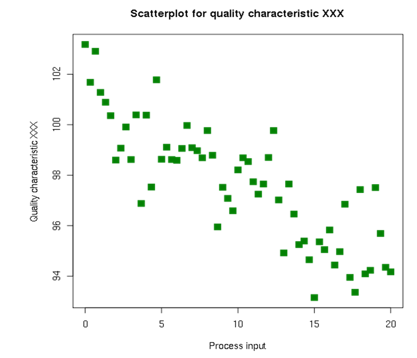 Scatterplot for quality characteristic XXX
Quality characteristic XXX
102
100
98
96
94
0 5 10 15 20
Process input